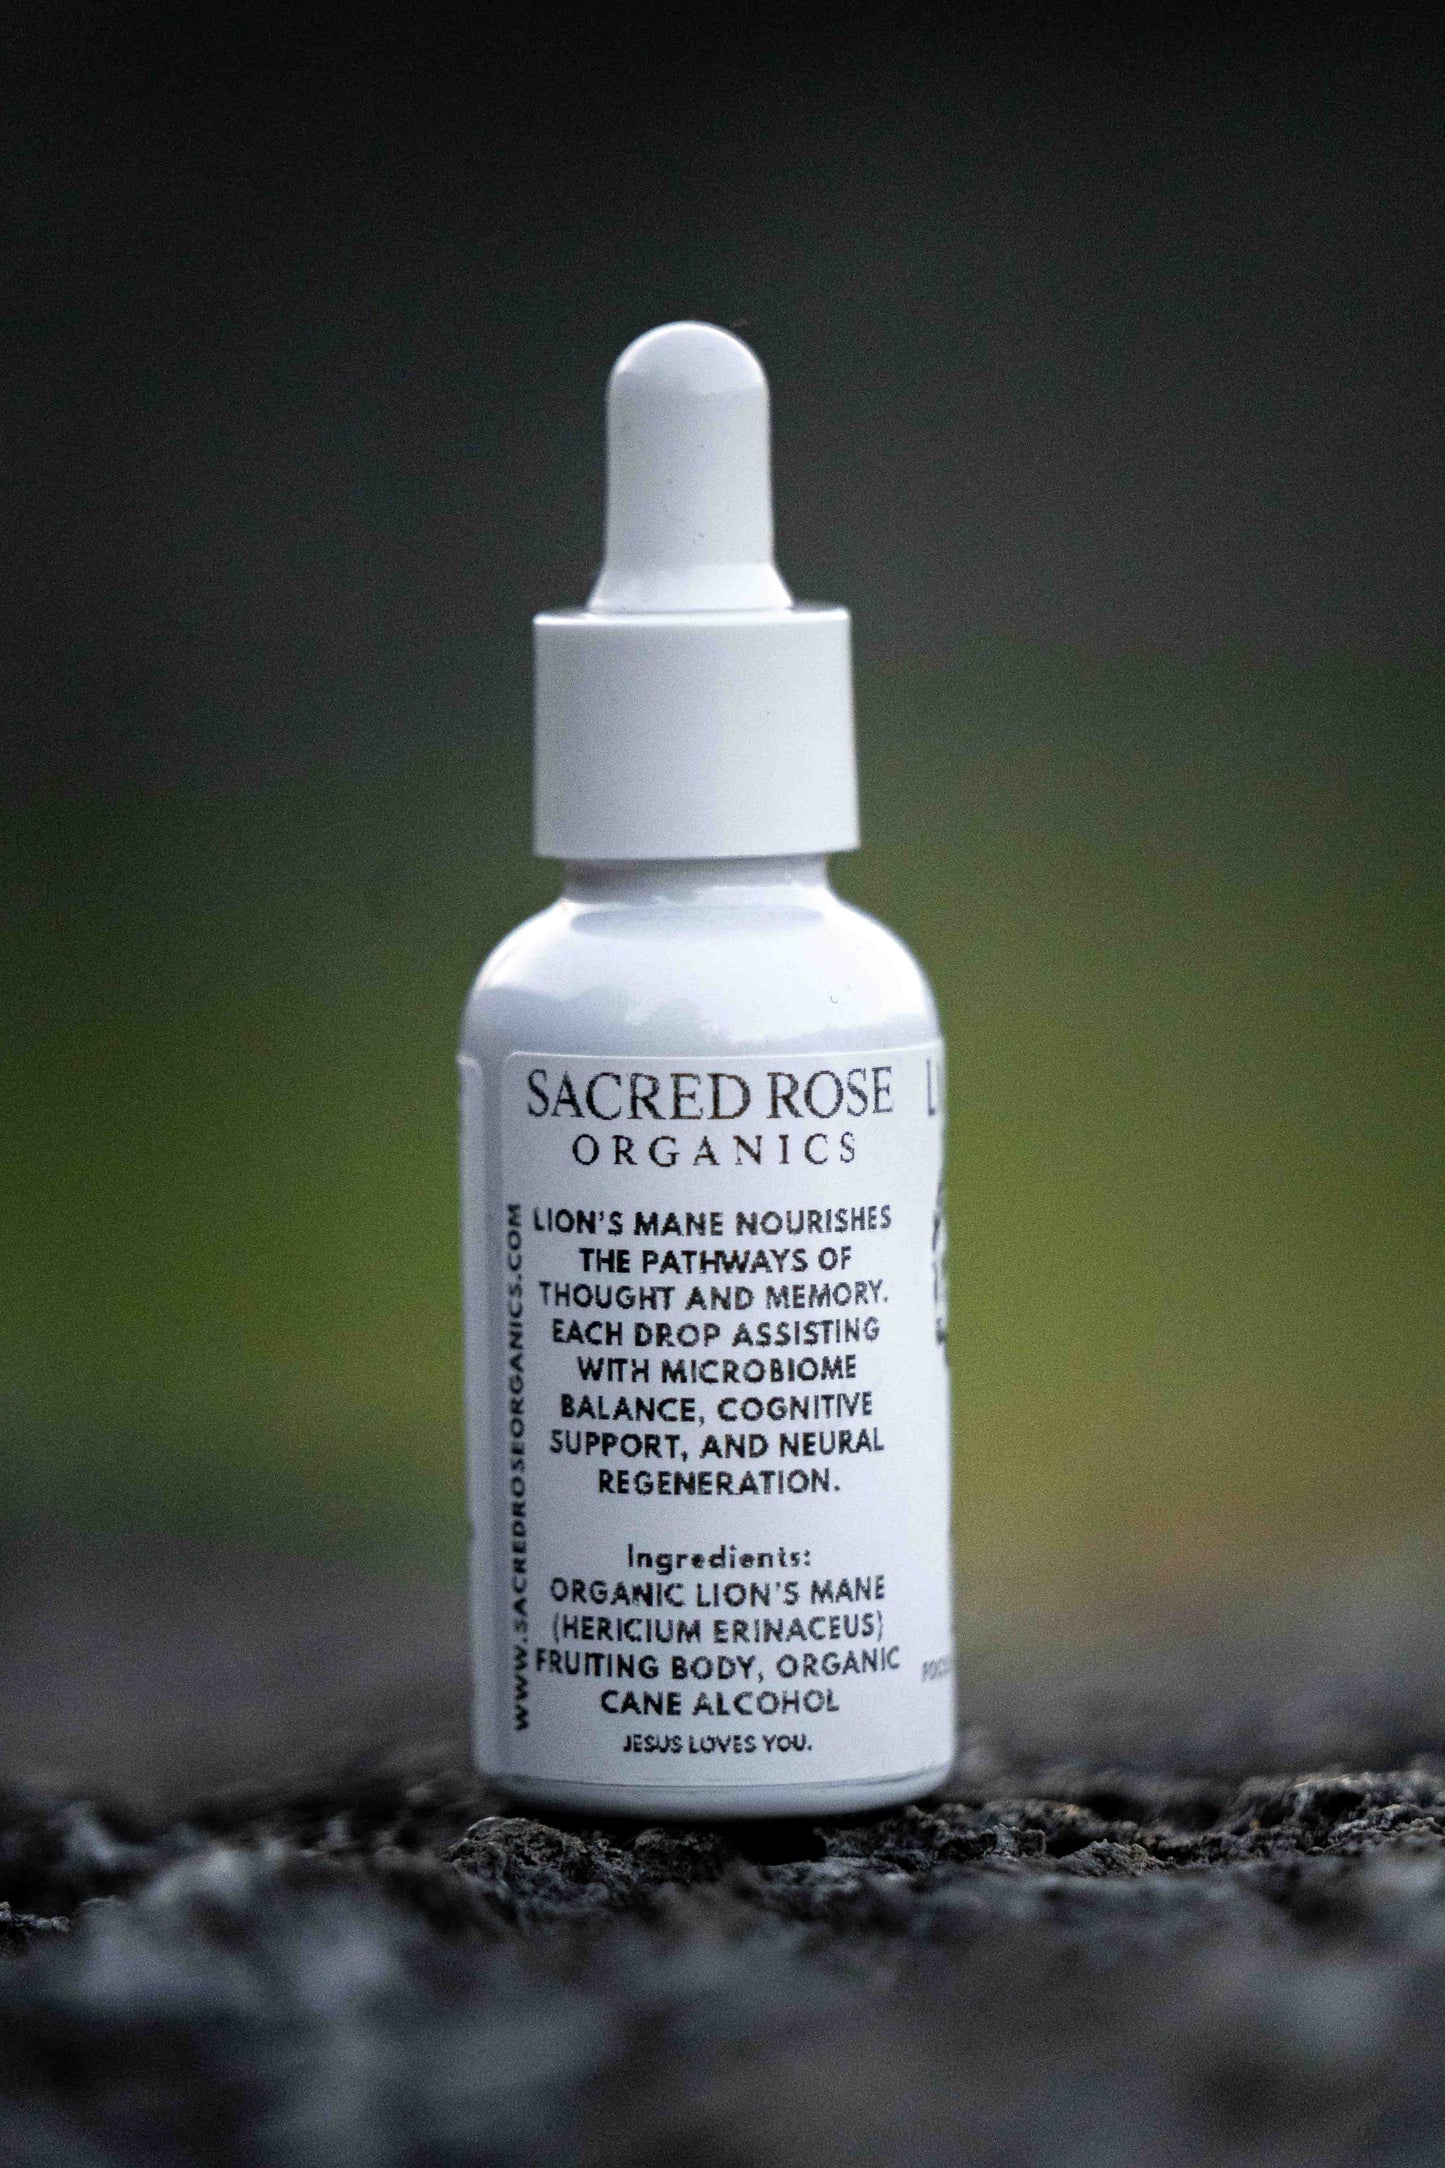 SACRED ROSE
ORGANICS
LION'S MANE NOURISHES
THE PATHWAYS OF
THOUGHT AND MEMORY.
EACH DROP ASSISTING
WITH MICROBIOME
BALANCE, COGNITIVE
SUPPORT, AND NEURAL
REGENERATION.
Ingredients:
ORGANIC LION'S MANE
(HERICIUM ERINACEUS)
FRUITING BODY, ORGANIC
CANE ALCOHOL
JESUS LOVES YOU.
WWW.SACREDROSEORGANICS.COM